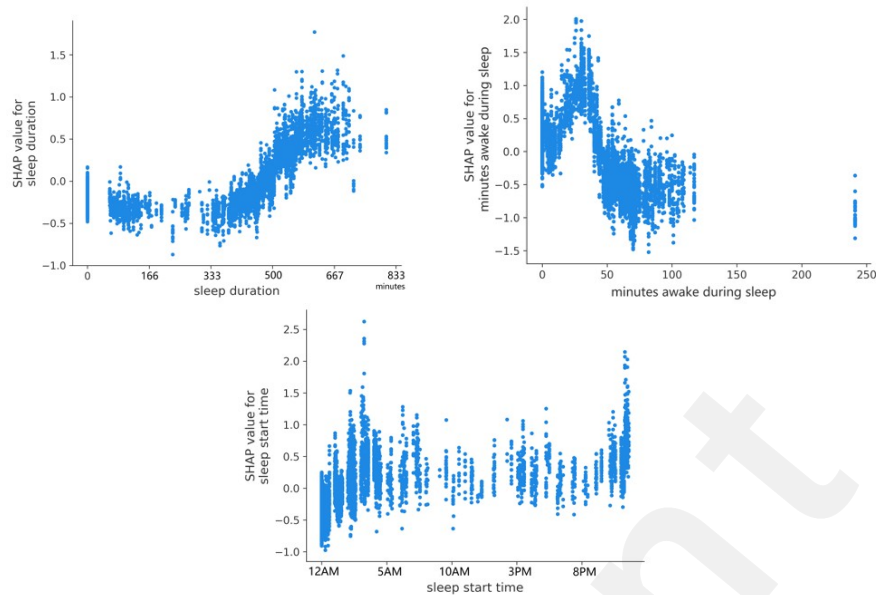 SHAP value for
sleep duration
1.5
1.0
0.5
0.0
−0.5
−1.0
0
166
333
500
667
833
minutes
sleep duration
SHAP value for
minutes awake during sleep
2.0
1.5
1.0
0.5
0.0
−0.5
−1.0
−1.5
0
50
100
150
200
250
minutes awake during sleep
SHAP value for
sleep start time
2.5
2.0
1.5
1.0
0.5
0.0
−0.5
−1.0
12AM
5AM
10AM
3PM
8PM
sleep start time
nt